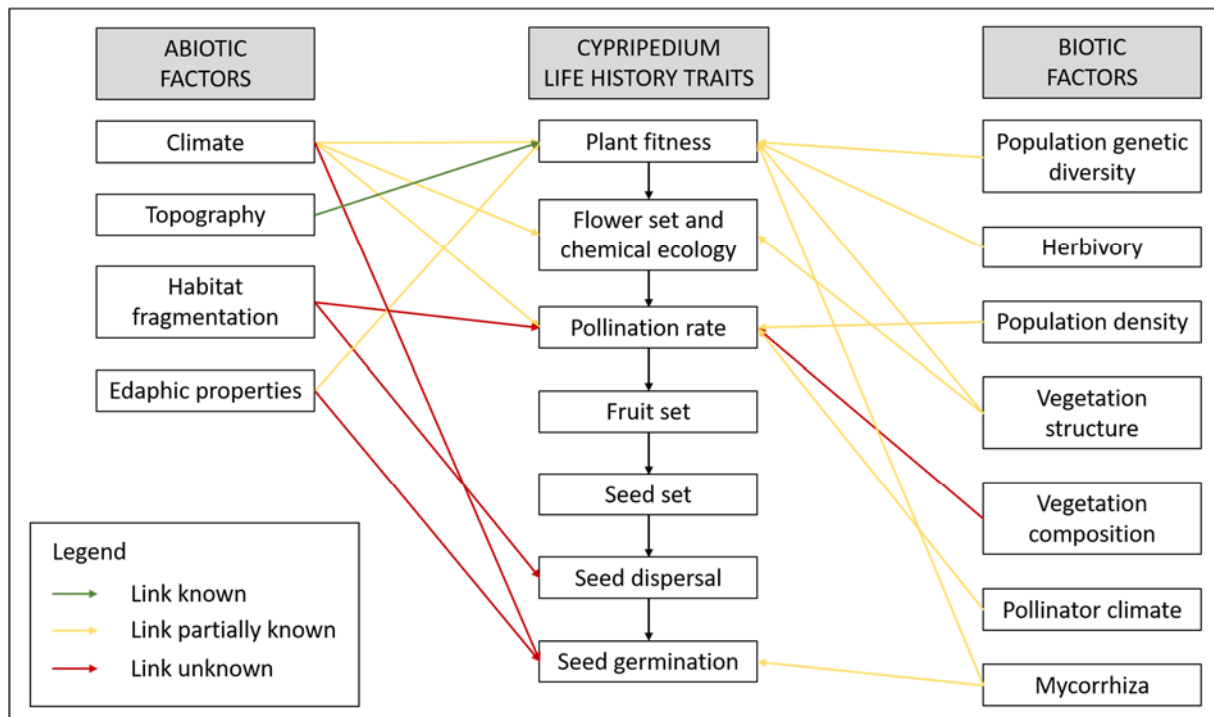 ABIOTIC
FACTORS
Climate
Topography
Habitat
fragmentation
Edaphic properties
CYPRIPEDIUM
LIFE HISTORY TRAITS
Plant fitness
Flower set and
chemical ecology
Pollination rate
Fruit set
Seed set
Seed dispersal
Seed germination
BIOTIC
FACTORS
Population genetic
diversity
Herbivory
Population density
Vegetation
structure
Vegetation
composition
Pollinator climate
Mycorrhiza
Legend
Link known
Link partially known
Link unknown